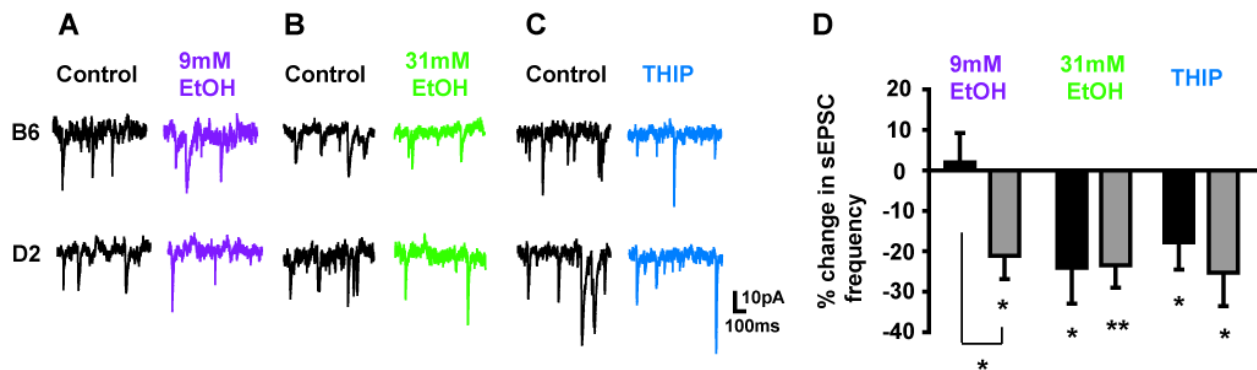 A
B
C
D
Control
9mM
EtOH
Control
31mM
EtOH
Control
THIP
B6
D2
10pA
100ms
9mM
EtOH
31mM
EtOH
THIP
% change in sEPSC
frequency
20
10
0
-10
-20
-30
-40
*
*
*
**
*
*